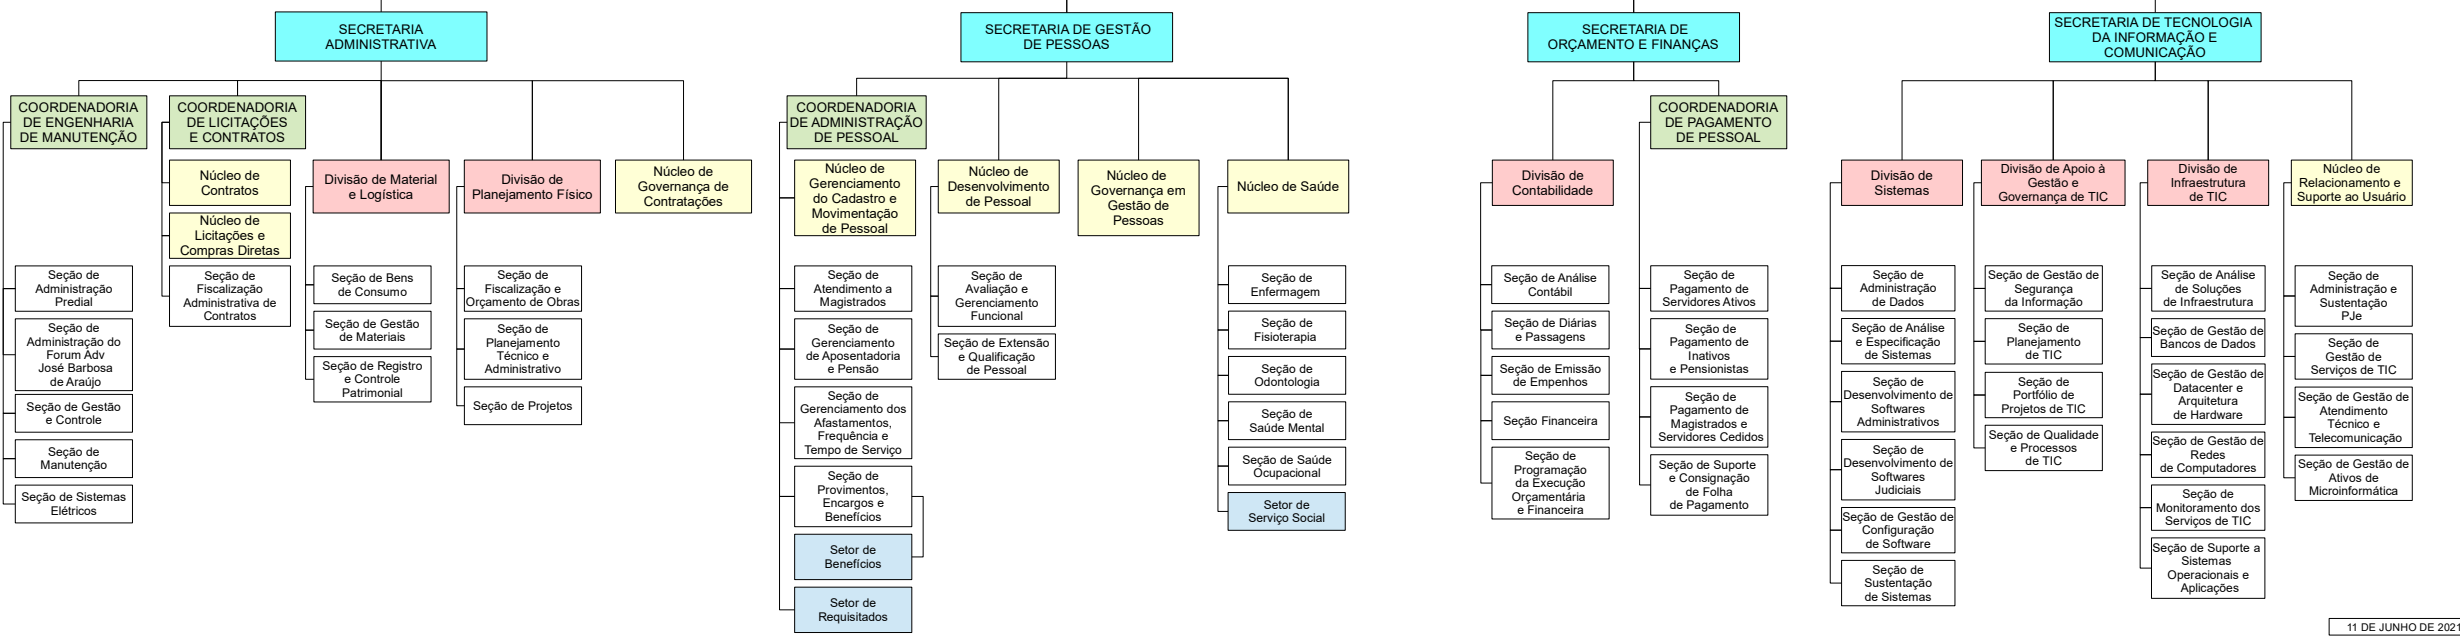 SECRETARIA
ADMINISTRATIVA
COORDENADORIA
DE ENGENHARIA
DE MANUTENÇÃO
Seção de
Administração
Predial
Seção de
Administração do
Forum Adv
José Barbosa
de Araújo
Seção de Gestão
e Controle
Seção de
Manutenção
Seção de Sistemas
Elétricos
COORDENADORIA
DE LICITAÇÕES
E CONTRATOS
Núcleo de
Contratos
Núcleo de
Licitações e
Compras Diretas
Seção de
Fiscalização
Administrativa de
Contratos
Divisão de Material
e Logística
Seção de Bens
de Consumo
Seção de Gestão
de Materiais
Seção de Registro
e Controle
Patrimonial
Divisão de
Planejamento Físico
Seção de
Fiscalização e
Orçamento de Obras
Seção de
Planejamento
Técnico e
Administrativo
Seção de Projetos
Núcleo de
Governança de
Contratações
SECRETARIA DE GESTÃO
DE PESSOAS
COORDENADORIA
DE ADMINISTRAÇÃO
DE PESSOAL
Núcleo de
Gerenciamento
do Cadastro e
Movimentação
de Pessoal
Seção de
Atendimento a
Magistrados
Seção de
Gerenciamento
de Aposentadoria
e Pensão
Seção de
Gerenciamento dos
Afastamentos,
Frequência e
Tempo de Serviço
Seção de
Provimentos,
Encargos e
Benefícios
Setor de
Benefícios
Setor de
Requisitados
Núcleo de
Desenvolvimento
de Pessoal
Seção de
Avaliação e
Gerenciamento
Funcional
Seção de Extensão
e Qualificação
de Pessoal
Núcleo de
Governança em
Gestão de
Pessoas
Núcleo de Saúde
Seção de
Enfermagem
Seção de
Fisioterapia
Seção de
Odontologia
Seção de
Saúde Mental
Seção de Saúde
Ocupacional
Setor de
Serviço Social
SECRETARIA DE
ORÇAMENTO E FINANÇAS
Divisão de
Contabilidade
Seção de Análise
Contábil
Seção de Diárias
e Passagens
Seção de Emissão
de Empenhos
Seção Financeira
Seção de
Programação
da Execução
Orçamentária
e Financeira
COORDENADORIA
DE PAGAMENTO
DE PESSOAL
Seção de
Pagamento de
Servidores Ativos
Seção de
Pagamento de
Inativos
e Pensionistas
Seção de
Pagamento de
Magistrados e
Servidores Cedidos
Seção de Suporte
e Consignação
de Folha
de Pagamento
SECRETARIA DE TECNOLOGIA
DA INFORMAÇÃO E
COMUNICAÇÃO
Divisão de
Sistemas
Seção de
Administração
de Dados
Seção de Análise
e Especificação
de Sistemas
Seção de
Desenvolvimento de
Softwares
Administrativos
Seção de
Desenvolvimento de
Softwares
Judiciais
Seção de Gestão de
Configuração
de Software
Seção de
Sustentação
de Sistemas
Divisão de Apoio à
Gestão e
Governança de TIC
Seção de Gestão de
Segurança
da Informação
Seção de
Planejamento
de TIC
Seção de
Portfólio de
Projetos de TIC
Seção de Qualidade
e Processos
de TIC
Divisão de
Infraestrutura
de TIC
Seção de Análise
de Soluções
de Infraestrutura
Seção de Gestão de
Bancos de Dados
Seção de Gestão de
Datacenter e
Arquitetura
de Hardware
Seção de Gestão de
Redes
de Computadores
Seção de
Monitoramento dos
Serviços de TIC
Seção de Suporte a
Sistemas
Operacionais e
Aplicações
Núcleo de
Relacionamento e
Suporte ao Usuário
Seção de
Administração e
Sustentação
PJe
Seção de
Gestão de
Serviços de TIC
Seção de Gestão de
Atendimento
Técnico e
Telecomunicação
Seção de Gestão de
Ativos de
Microinformática
11 DE JUNHO DE 2021